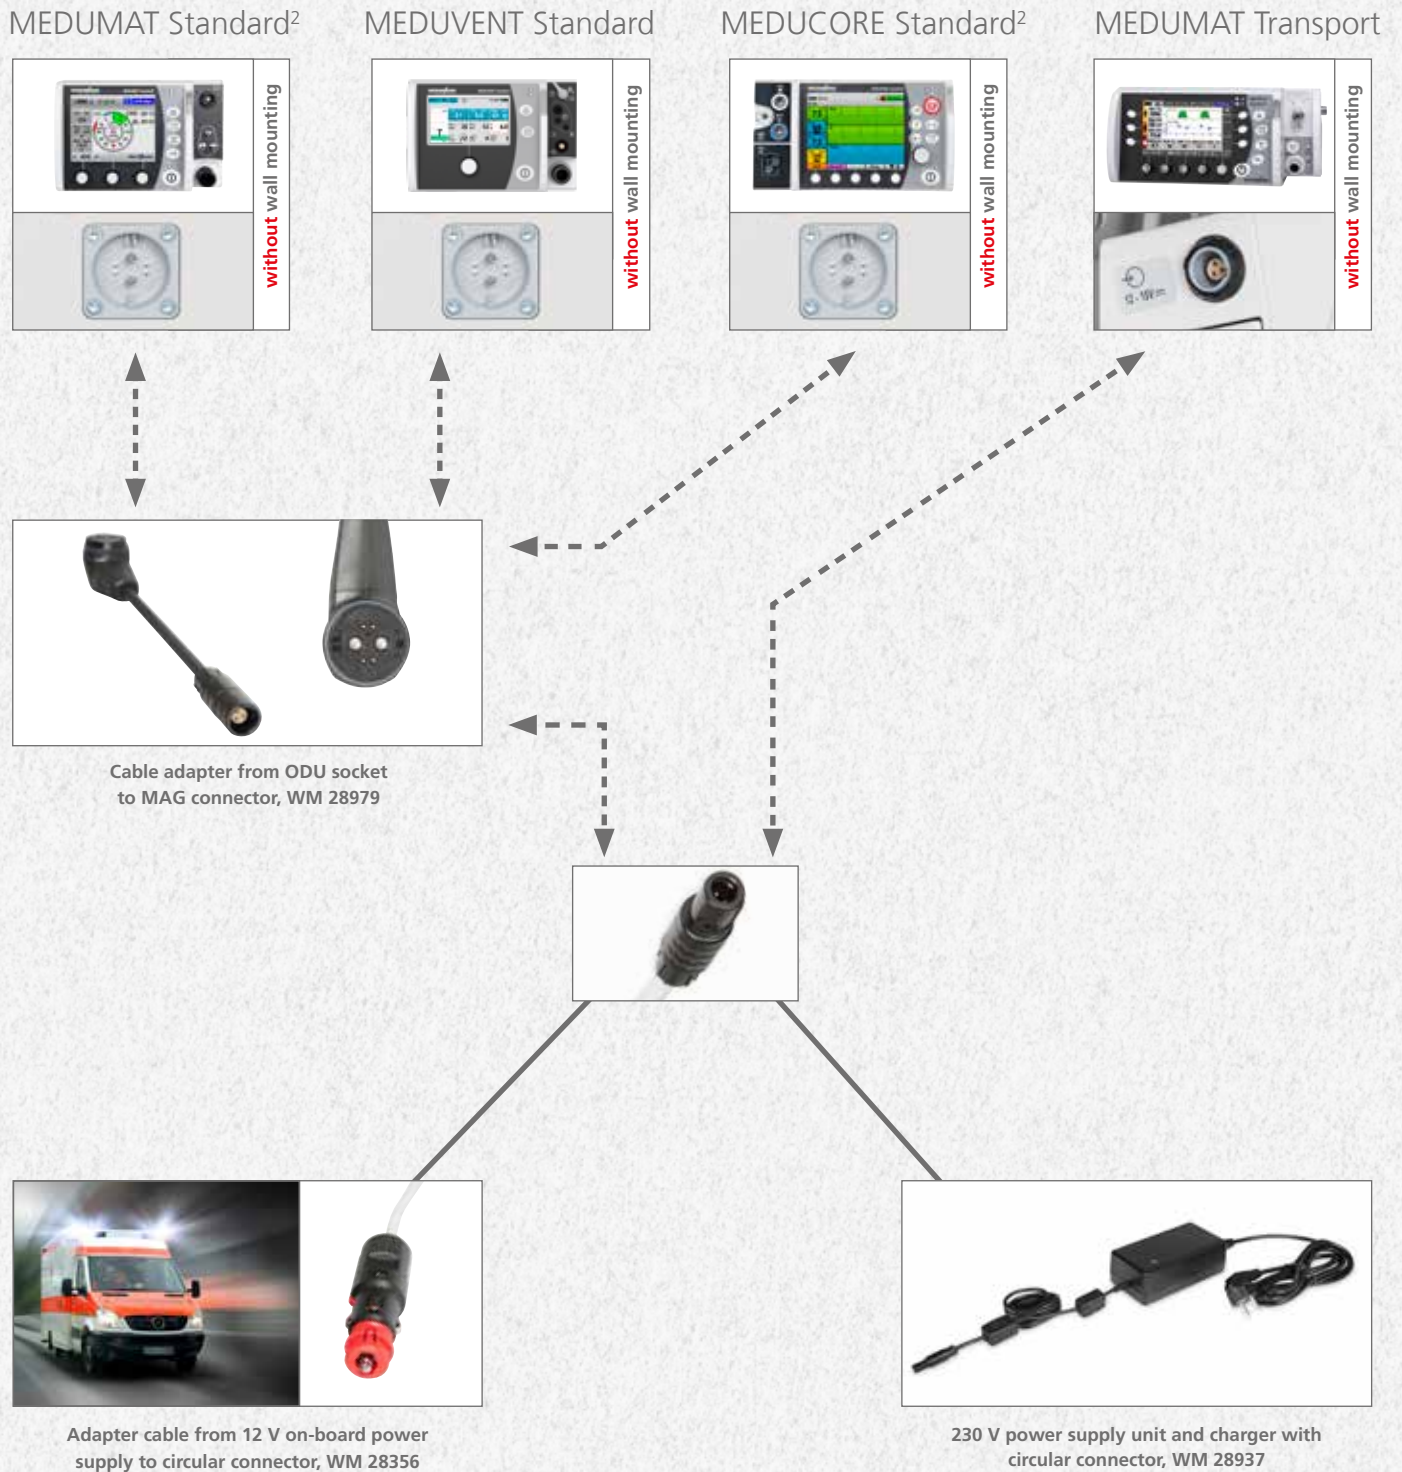 MEDUMAT Standard²
MEDUVENT Standard
MEDUCORE Standard²
MEDUMAT Transport
without wall mounting
without wall mounting
without wall mounting
without wall mounting
12 - 15V
Cable adapter from ODU socket
to MAG connector, WM 28979
Adapter cable from 12 V on-board power
supply to circular connector, WM 28356
230 V power supply unit and charger with
circular connector, WM 28937